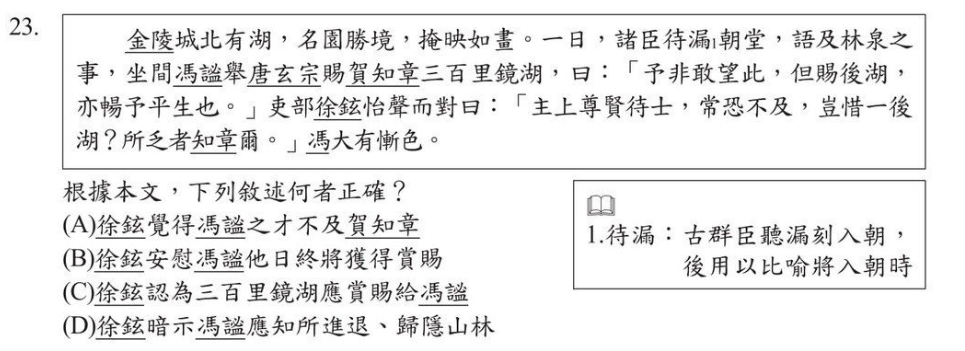 23.
金陵城北有湖,名園勝境,掩映如畫。一日,諸臣待漏1朝堂,語及林泉之
事,坐間馮謐舉唐玄宗賜賀知章三百里鏡湖,曰:「予非敢望此,但賜後湖,
亦暢予平生也。」吏部徐鉉怡聲而對曰:「主上尊賢待士,常恐不及,豈惜一後
湖?所乏者知章爾。」馮大有慚色。
根據本文,下列敘述何者正確?
(A)徐鉉覺得馮謐之才不及賀知章
(B)徐鉉安慰馮謐他日終將獲得賞賜
(C)徐鉉認為三百里鏡湖應賞賜給馮謐
(D)徐鉉暗示馮謐應知所進退、歸隱山林
1.待漏:古群臣聽漏刻入朝,
後用以比喻將入朝時